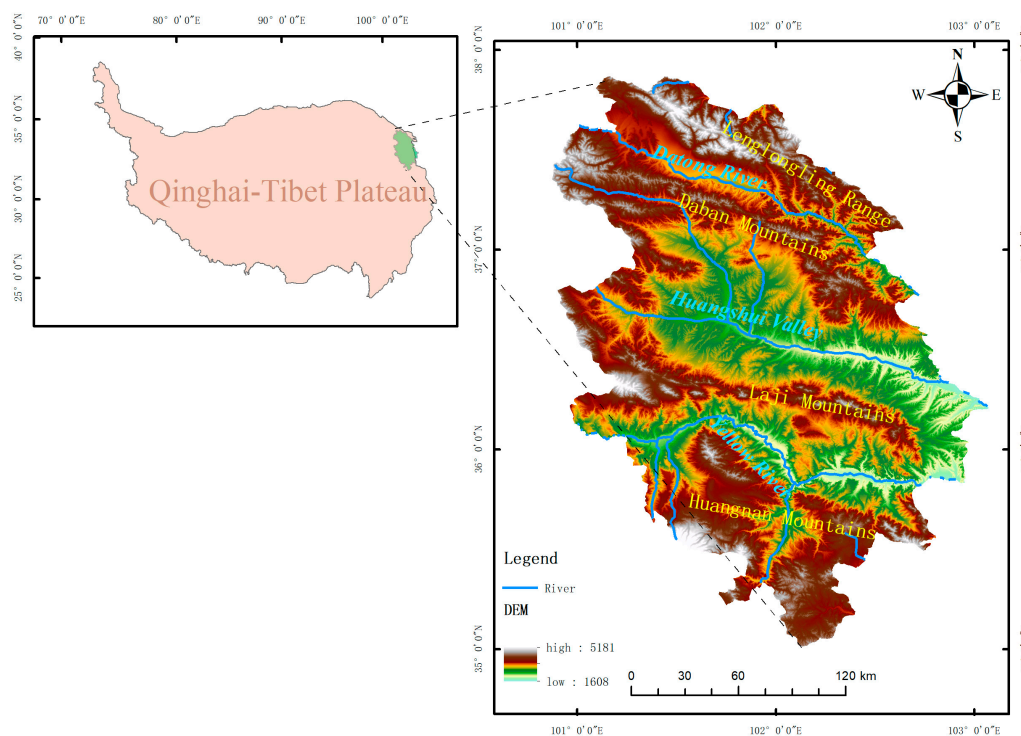 70° 0′0″E
80° 0′0″E
90° 0′0″E
100° 0′0″E
40° 0′0″N
35° 0′0″N
30° 0′0″N
25° 0′0″N
Qinghai-Tibet Plateau
101° 0′0″E
102° 0′0″E
103° 0′0″E
38° 0′0″N
37° 0′0″N
36° 0′0″N
35° 0′0″N
N
W
E
S
Lenglongling Range
Datong River
Daban Mountains
Huangshui Valley
Laji Mountains
Yellow River
Huangnan Mountains
Legend
River
DEM
high : 5181
low : 1608
0 30 60 120 km
101° 0′0″E
102° 0′0″E
103° 0′0″E